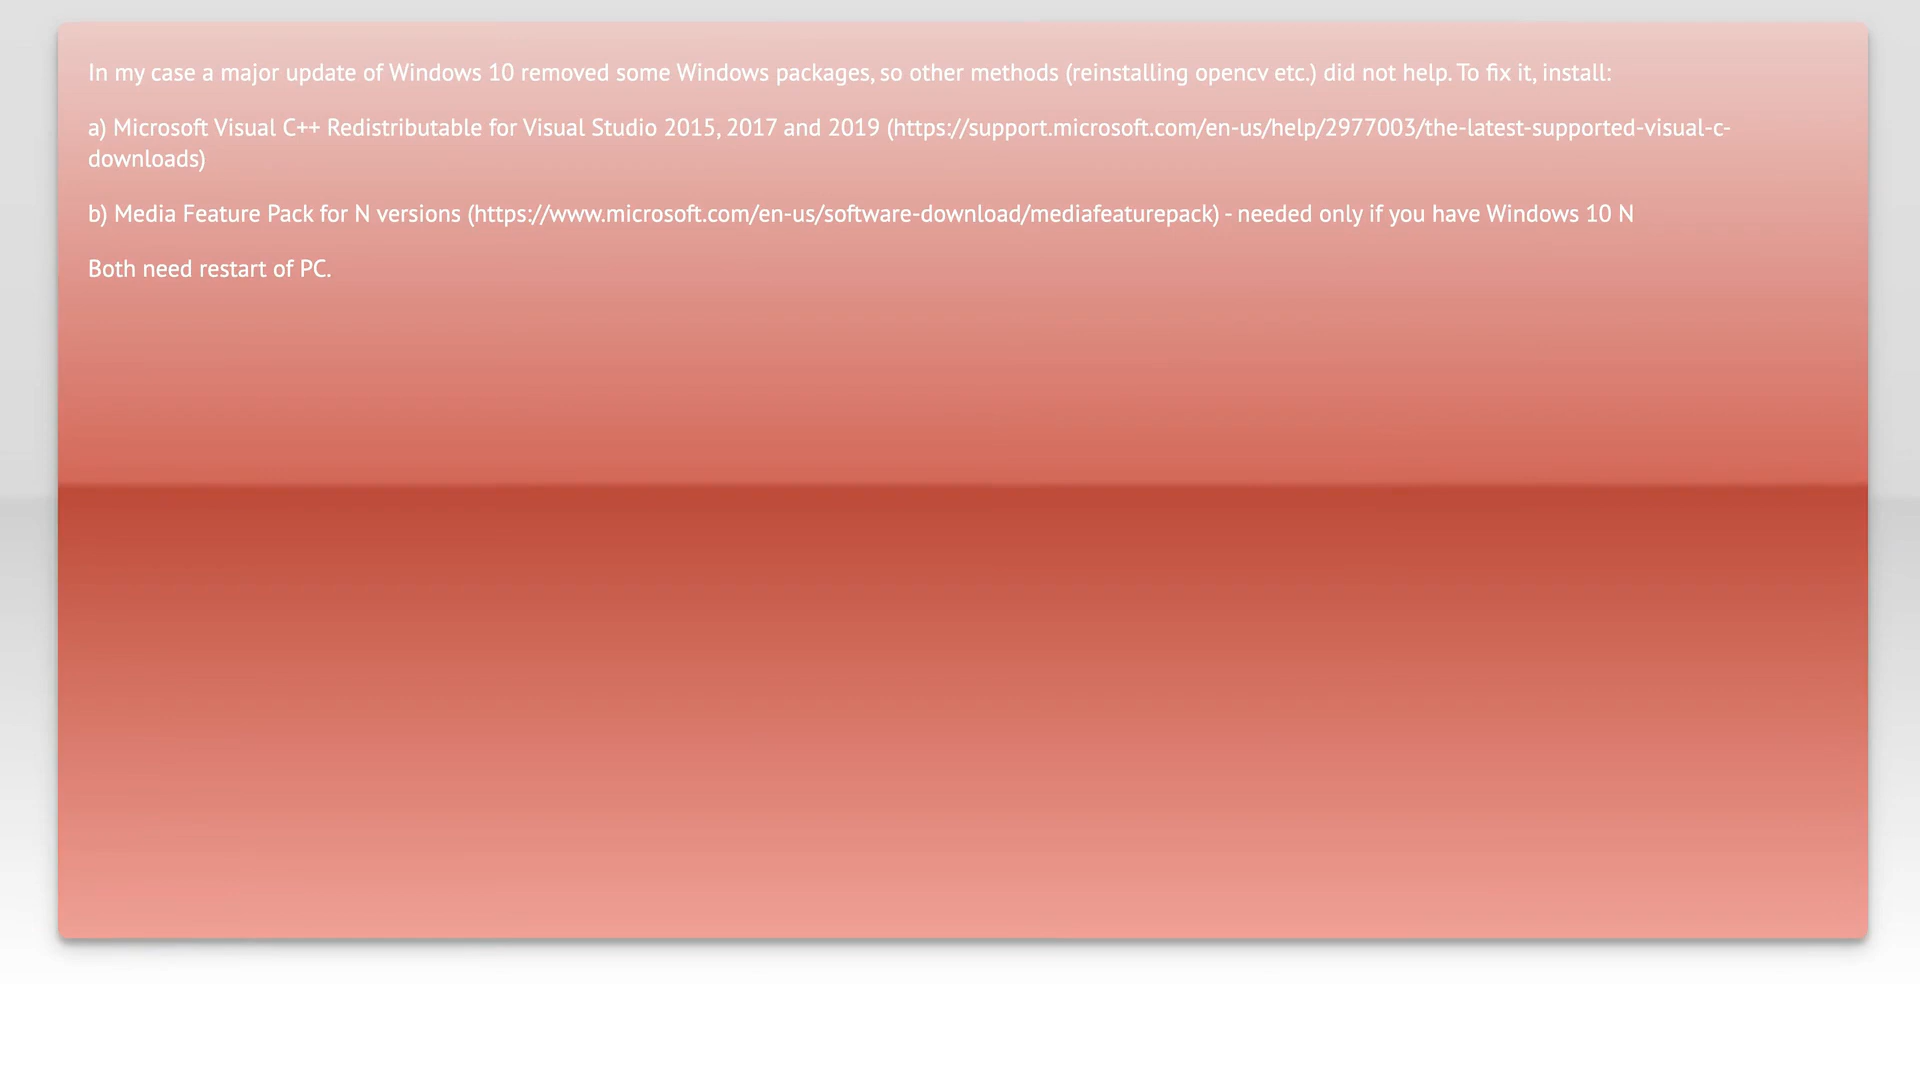 In my case a major update of Windows 10 removed some Windows packages, so other methods (reinstalling opencv etc.) did not help. To fix it, install:
a) Microsoft Visual C++ Redistributable for Visual Studio 2015, 2017 and 2019 (https://support.microsoft.com/en-us/help/2977003/the-latest-supported-visual-c-
downloads)
b) Media Feature Pack for N versions (https://www.microsoft.com/en-us/software-download/mediafeaturepack) - needed only if you have Windows 10 N
Both need restart of PC.